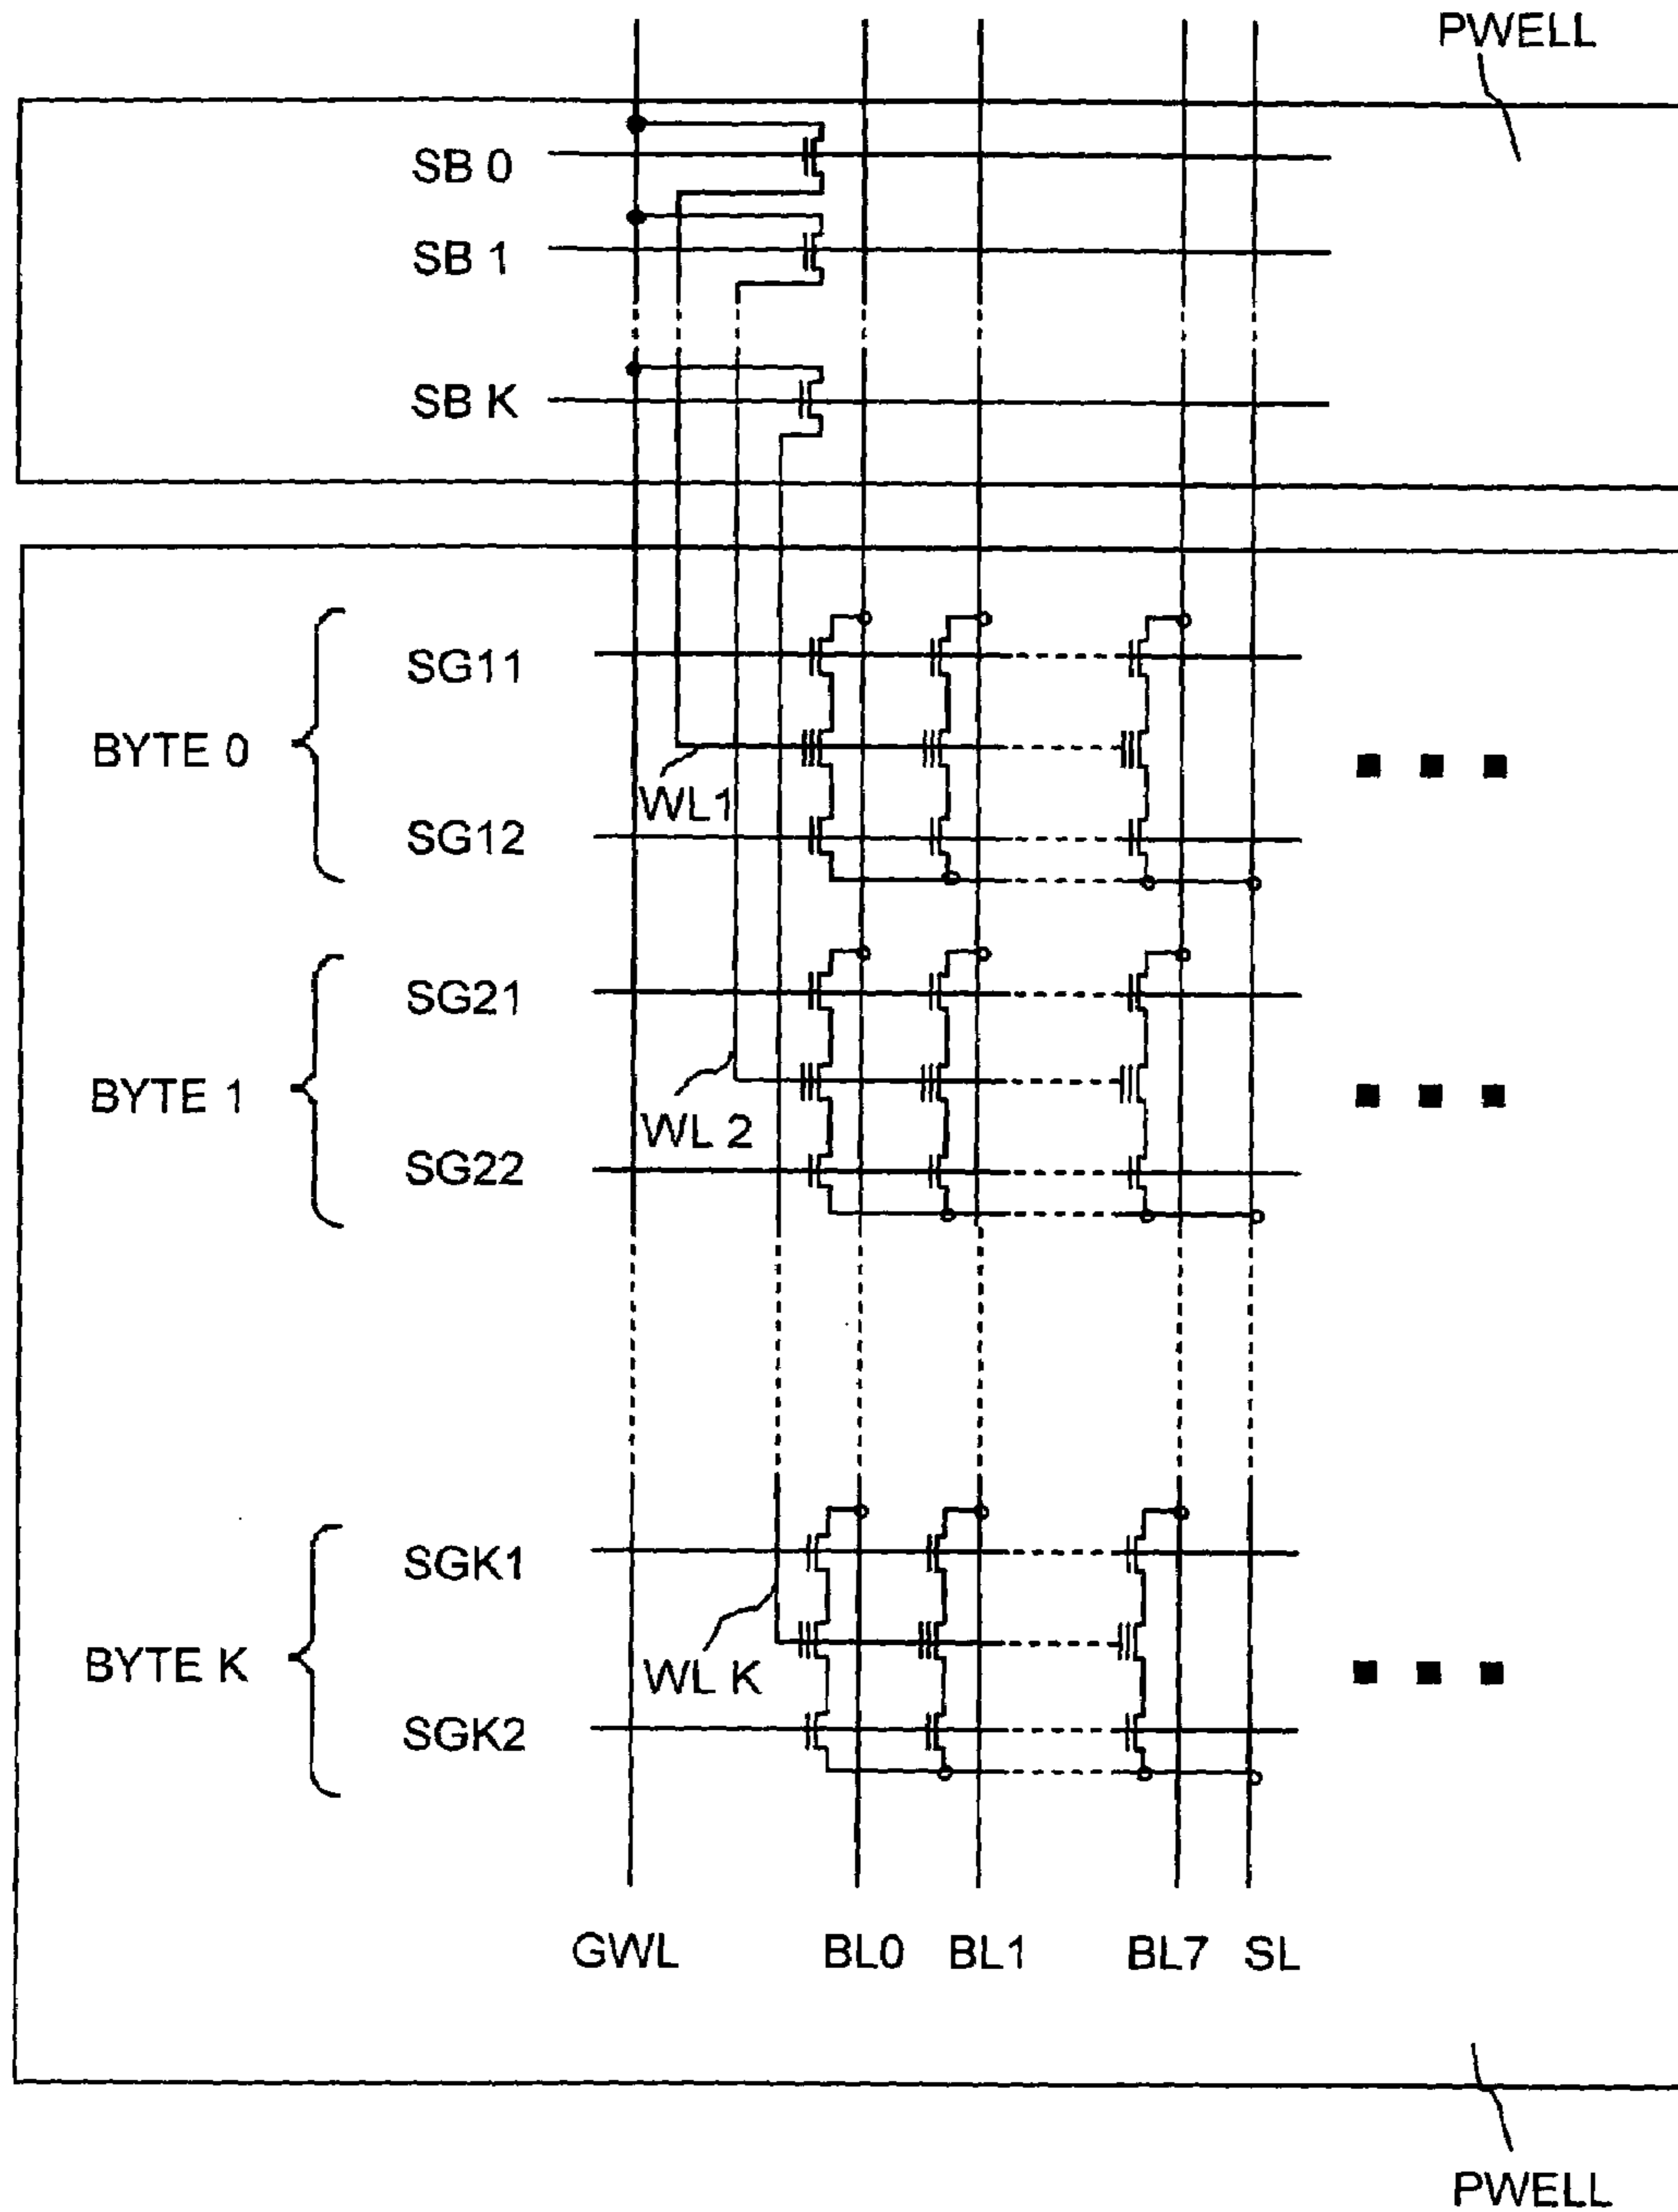 PWELL
SB 0
SB 1
SB K
SG11
BYTE 0
WL1
SG12
SG21
BYTE 1
WL 2
SG22
SGK1
BYTE K
WL K
SGK2
GWL BL0 BL1 BL7 SL
PWELL